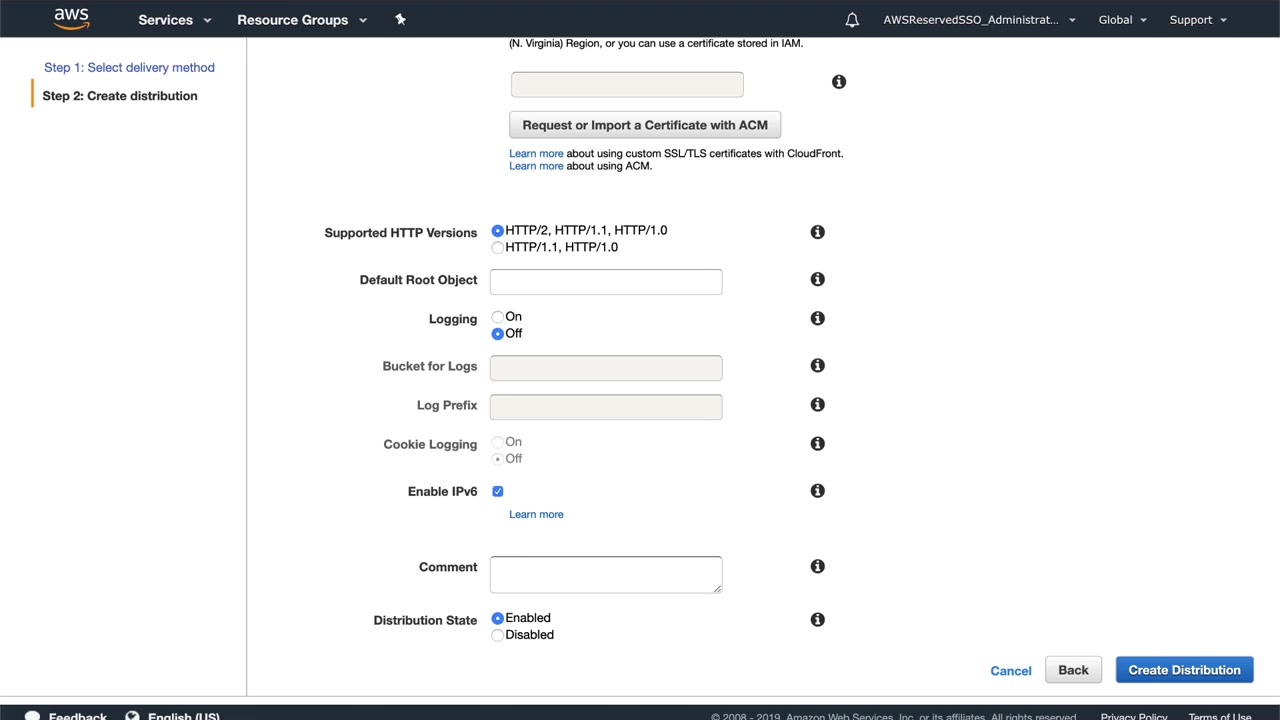 aws
Services
Resource Groups
AWSReservedSSO_Administrat...
Global
Support
Step 1: Select delivery method
Step 2: Create distribution
(N. Virginia) Region, or you can use a certificate stored in IAM.
Request or Import a Certificate with ACM
Learn more about using custom SSL/TLS certificates with CloudFront.
Learn more about using ACM.
Supported HTTP Versions
HTTP/2, HTTP/1.1, HTTP/1.0
HTTP/1.1, HTTP/1.0
Default Root Object
Logging
On
Off
Bucket for Logs
Log Prefix
Cookie Logging
On
Off
Enable IPv6
Learn more
Comment
Distribution State
Enabled
Disabled
Cancel
Back
Create Distribution
Feedback
English (US)
© 2008 - 2019, Amazon Web Services, Inc. or its affiliates. All rights reserved.
Privacy Policy
Terms of Use